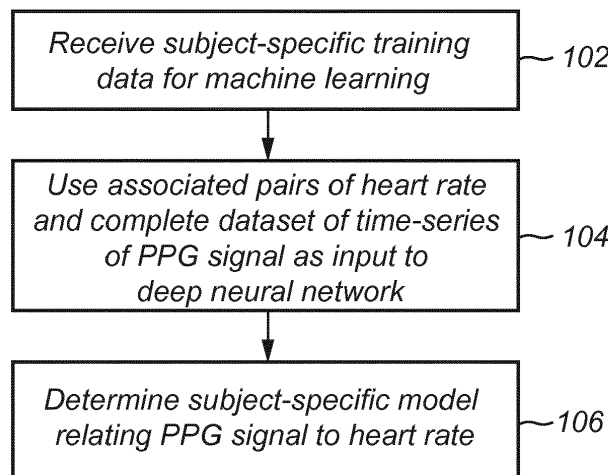 Receive subject-specific training
data for machine learning
102
Use associated pairs of heart rate
and complete dataset of time-series
of PPG signal as input to
deep neural network
104
Determine subject-specific model
relating PPG signal to heart rate
106